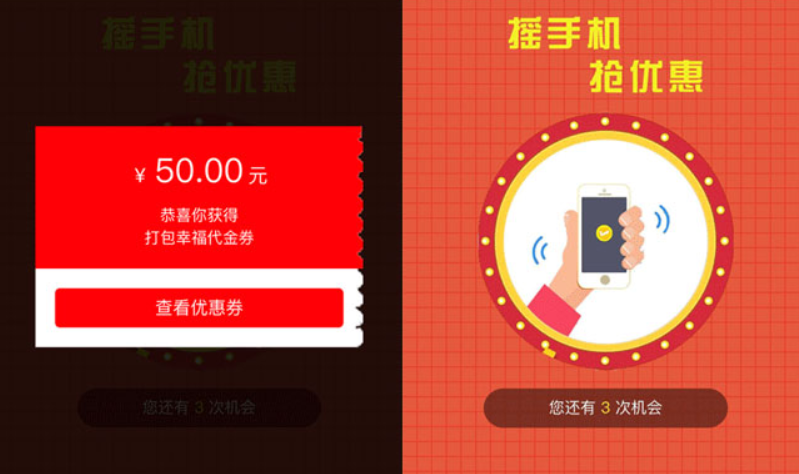 摇手机
抢优惠
¥ 50.00 元
恭喜你获得
打包幸福代金券
查看优惠券
您还有 3 次机会
摇手机
抢优惠
您还有 3 次机会